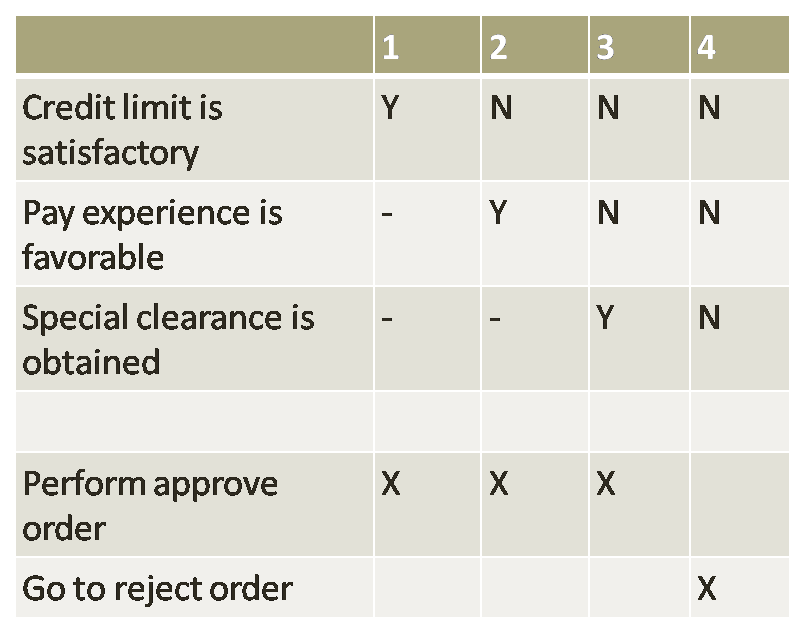 1 2 3 4
Credit limit is Y N N N
satisfactory
Pay experience is - Y N N
favorable
Special clearance is - - Y N
obtained
Perform approve X X X
order
Go to reject order X